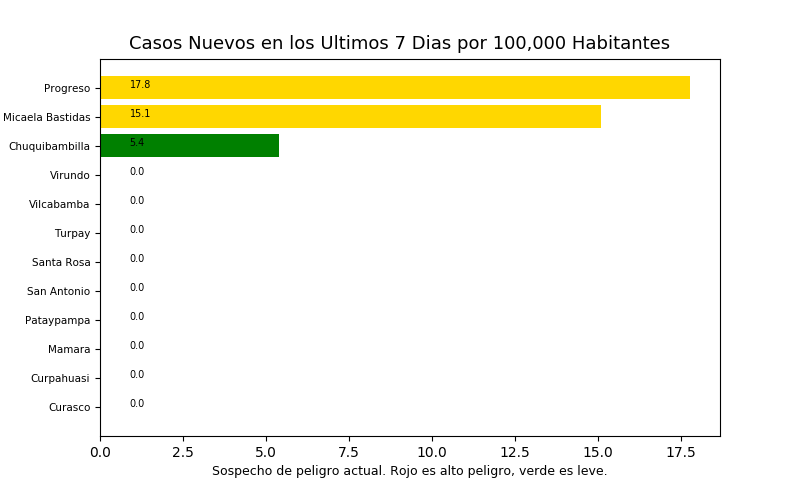 Casos Nuevos en los Ultimos 7 Dias por 100,000 Habitantes
Progreso 17.8
Micaela Bastidas 15.1
Chuquibambilla 5.4
Virundo 0.0
Vilcabamba 0.0
Turpay 0.0
Santa Rosa 0.0
San Antonio 0.0
Pataypampa 0.0
Mamara 0.0
Curpahuasi 0.0
Curasco 0.0
0.0 2.5 5.0 7.5 10.0 12.5 15.0 17.5
Sospecho de peligro actual. Rojo es alto peligro, verde es leve.